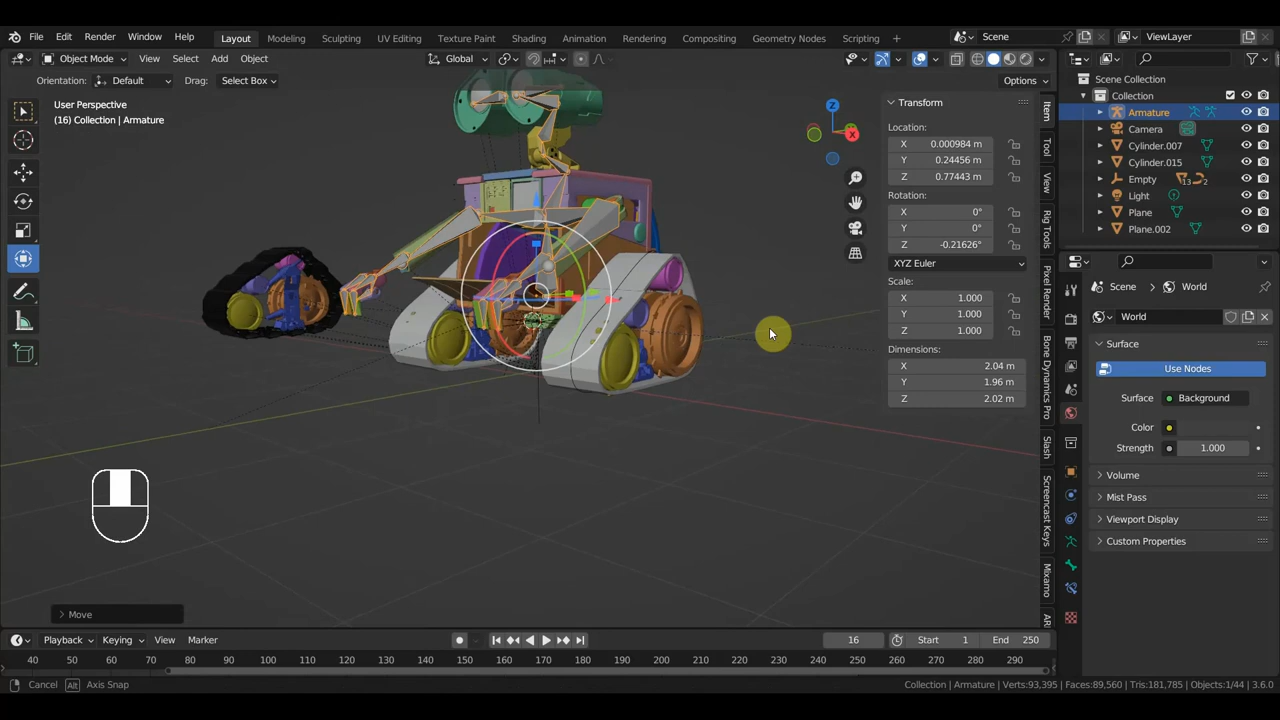 File Edit Render Window Help Layout Modeling Sculpting UV Editing Texture Paint Shading Animation Rendering Compositing Geometry Nodes Scripting + Scene ViewLayer
Object Mode View Select Add Object Global
Orientation: Default Drag: Select Box Options
User Perspective
(16) Collection | Armature
Z
X
Transform
Location:
X 0.000984 m
Y 0.24456 m
Z 0.77443 m
Rotation:
X 0°
Y 0°
Z -0.21626°
XYZ Euler
Scale:
X 1.000
Y 1.000
Z 1.000
Dimensions:
X 2.04 m
Y 1.96 m
Z 2.02 m
Item
Tool
View
Rig Tools
Pixel Render
Bone Dynamics Pro
Slash
Screencast Keys
Mixamo
AR
Scene Collection
Collection
Armature
Camera
Cylinder.007
Cylinder.015
Empty 13 2
Light
Plane
Plane.002
Scene World
World
Surface
Use Nodes
Surface Background
Color
Strength 1.000
Volume
Mist Pass
Viewport Display
Custom Properties
Move
Playback Keying View Marker 16 Start 1 End 250
40 50 60 70 80 90 100 110 120 130 140 150 160 170 180 190 200 210 220 230 240 250 260 270 280 290
Cancel Alt Axis Snap Collection | Armature | Verts:93,395 | Faces:89,560 | Tris:181,785 | Objects:1/44 | 3.6.0